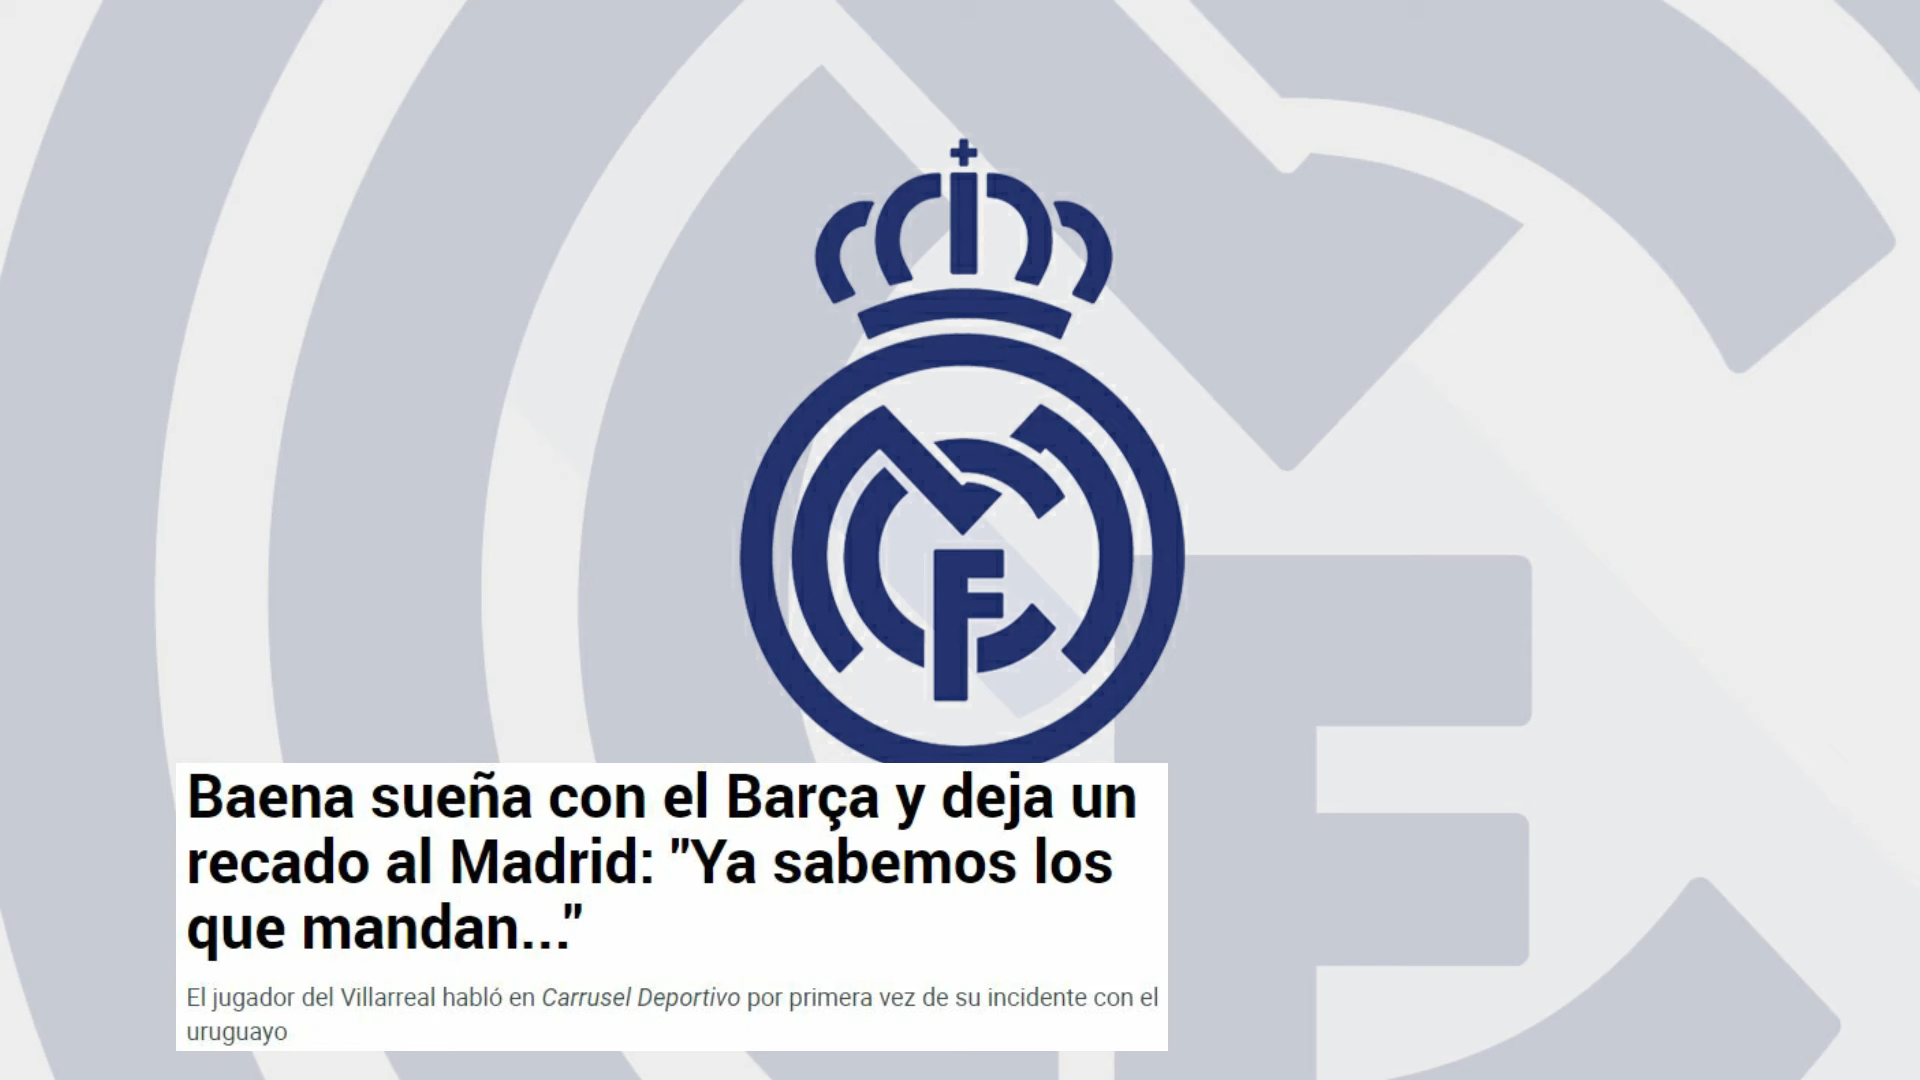 Baena sueña con el Barça y deja un
recado al Madrid: "Ya sabemos los
que mandan..."
El jugador del Villarreal habló en Carrusel Deportivo por primera vez de su incidente con el
uruguayo